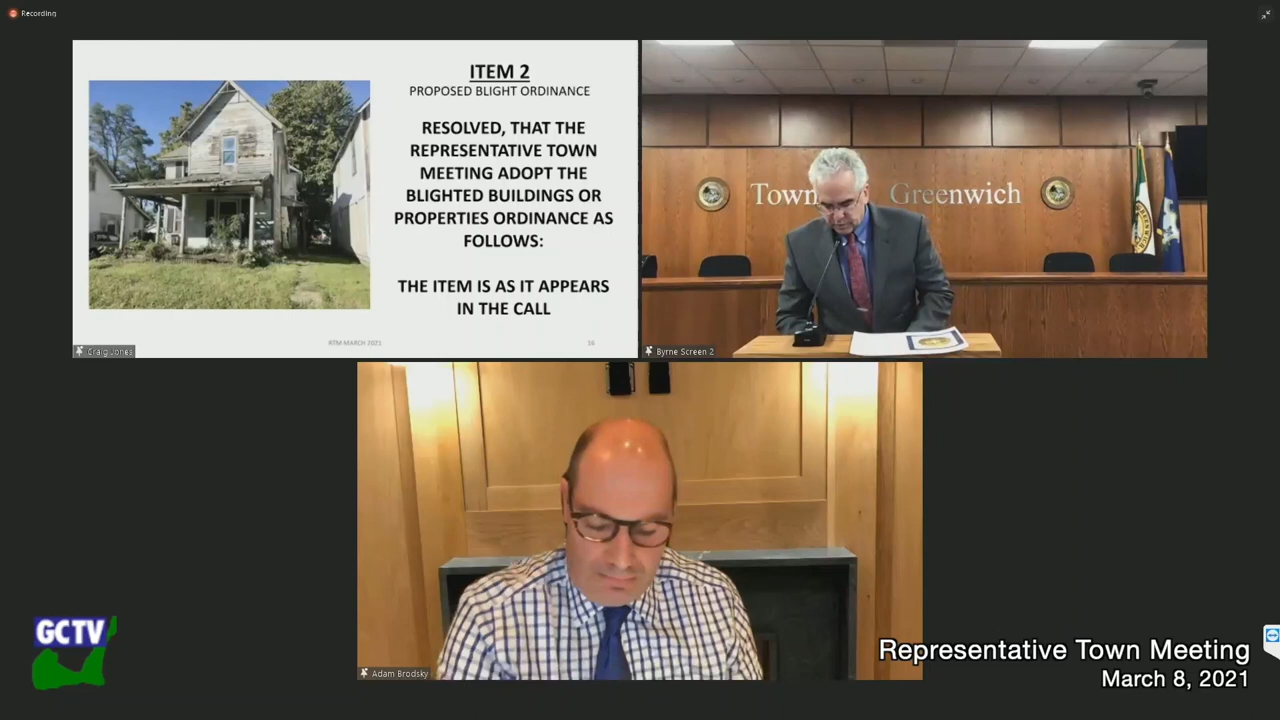 Recording
ITEM 2
PROPOSED BLIGHT ORDINANCE
RESOLVED, THAT THE
REPRESENTATIVE TOWN
MEETING ADOPT THE
BLIGHTED BUILDINGS OR
PROPERTIES ORDINANCE AS
FOLLOWS:
THE ITEM IS AS IT APPEARS
IN THE CALL
RTM MARCH 2021
16
Craig Jones
Town Greenwich
Byrne Screen 2
Adam Brodsky
GCTV
Representative Town Meeting
March 8, 2021